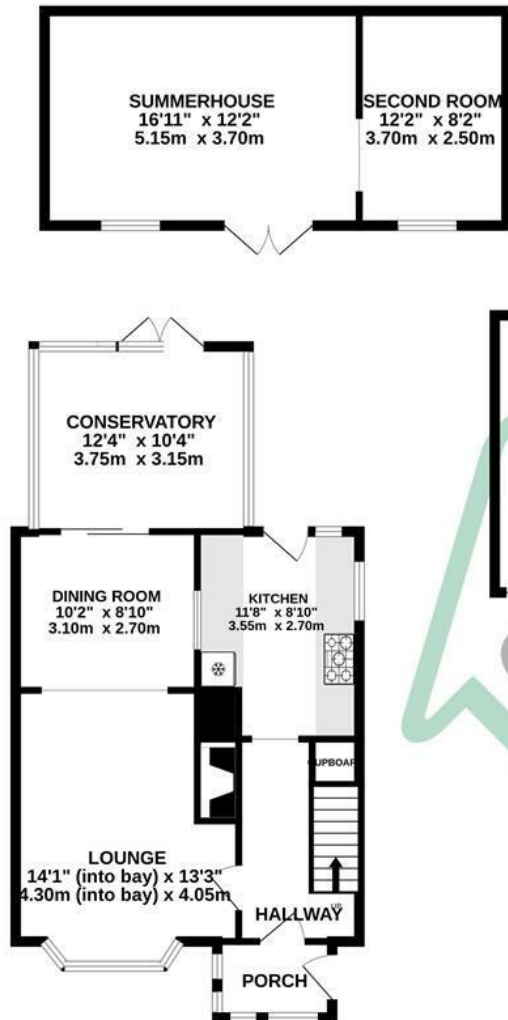 SUMMERHOUSE
16'11" x 12'2"
5.15m x 3.70m
SECOND ROOM
12'2" x 8'2"
3.70m x 2.50m
CONSERVATORY
12'4" x 10'4"
3.75m x 3.15m
DINING ROOM
10'2" x 8'10"
3.10m x 2.70m
KITCHEN
11'8" x 8'10"
3.55m x 2.70m
CUPBOAR
LOUNGE
14'1" (into bay) x 13'3"
4.30m (into bay) x 4.05m
UP
HALLWAY
PORCH